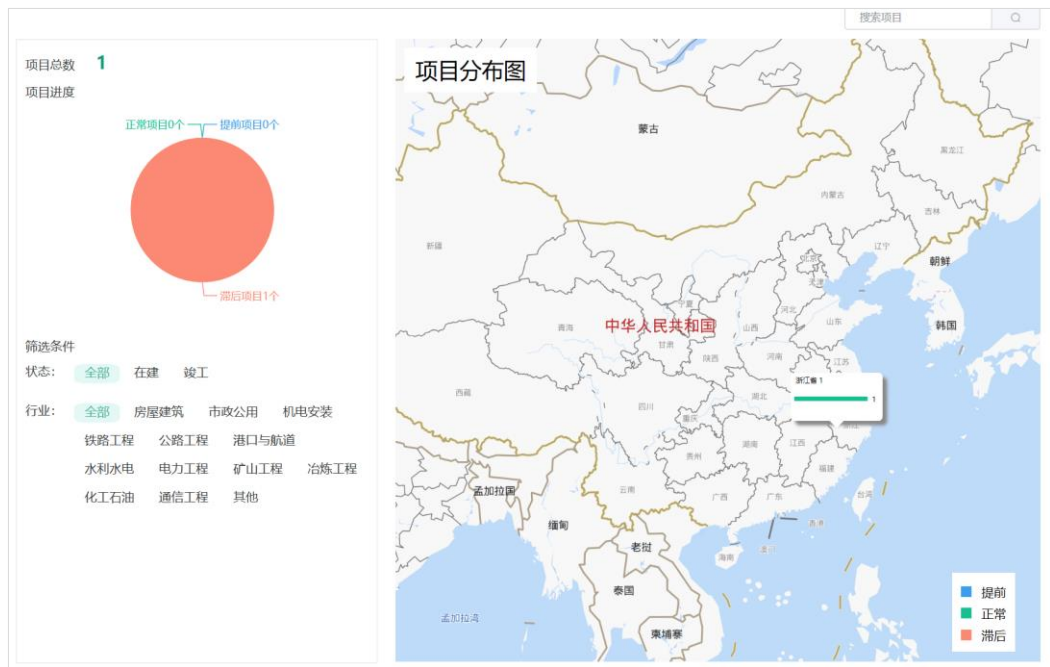 搜索项目
项目总数 1
项目进度
正常项目0个 提前项目0个
滞后项目1个
筛选条件
状态: 全部 在建 竣工
行业: 全部 房屋建筑 市政公用 机电安装
铁路工程 公路工程 港口与航道
水利水电 电力工程 矿山工程 冶炼工程
化工石油 通信工程 其他
项目分布图
蒙古
黑龙江
内蒙古
吉林
新疆
辽宁
北京
朝鲜
天津
宁夏
河北
青海
中华人民共和国
山西
山东
韩国
甘肃
陕西
河南
江苏
浙江省 1
1
西藏
四川
湖北
重庆
浙江
贵州
湖南
江西
福建
孟加拉国
云南
广西
广东
台湾
缅甸
香港
老挝
海南
澳门
泰国
孟加拉湾
柬埔寨
提前
正常
滞后